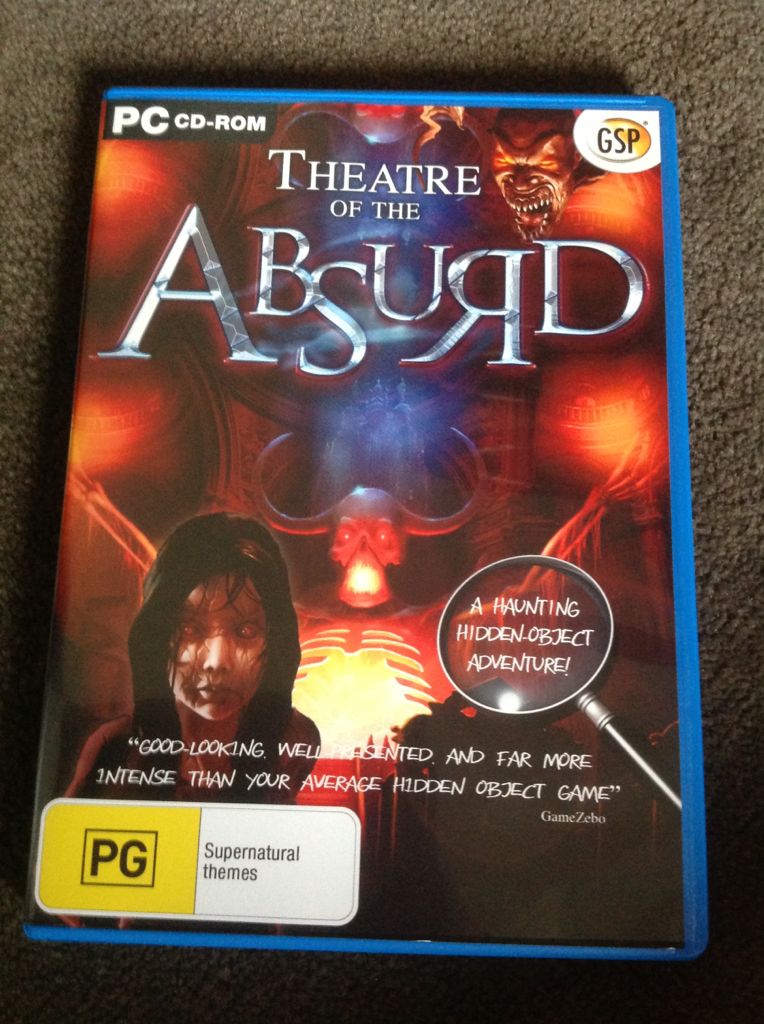 PC CD-ROM
GSP
THEATRE
OF THE
ABSURD
A HAUNTING
HIDDEN-OBJECT
ADVENTURE!
“GOOD-LOOKING, WELL PRESENTED, AND FAR MORE
INTENSE THAN YOUR AVERAGE HIDDEN OBJECT GAME”
GameZebo
PG
Supernatural
themes